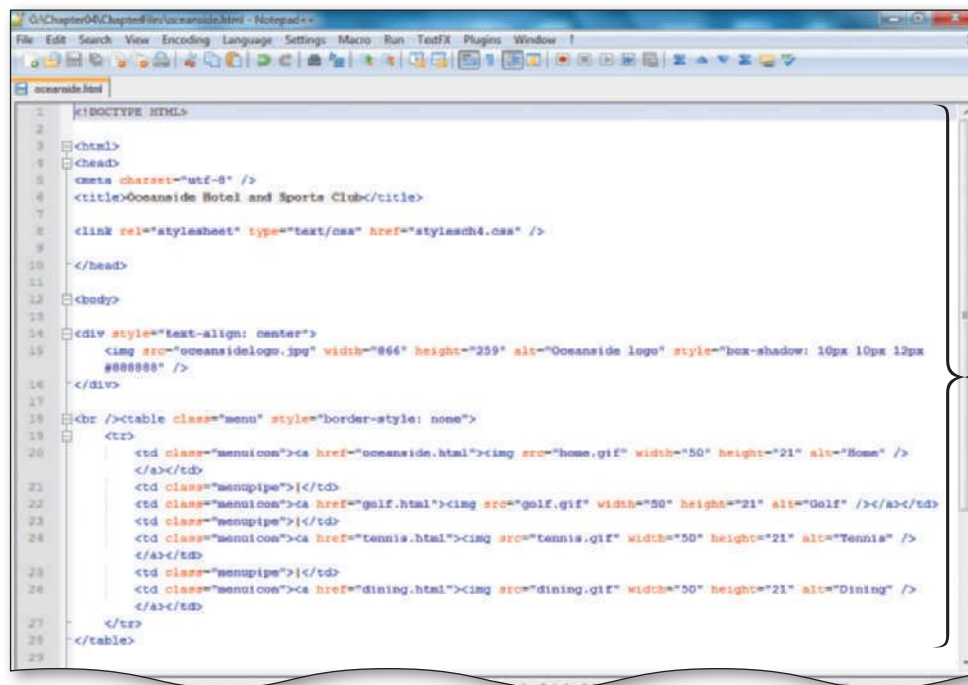 G:\Chapter04\ChapterFiles\oceanside.html - Notepad++
File Edit Search View Encoding Language Settings Macro Run TextFX Plugins Window ?
oceanside.html
1 <!DOCTYPE HTML>
2
3 <html>
4 <head>
5 <meta charset="utf-8" />
6 <title>Oceanside Hotel and Sports Club</title>
7
8 <link rel="stylesheet" type="text/css" href="stylesch4.css" />
9
10 </head>
11
12 <body>
13
14 <div style="text-align: center">
15 <img src="oceansidelogo.jpg" width="866" height="259" alt="Oceanside logo" style="box-shadow: 10px 10px 12px
#888888" />
16 </div>
17
18 <br /><table class="menu" style="border-style: none">
19 <tr>
20 <td class="menuicon"><a href="oceanside.html"><img src="home.gif" width="50" height="21" alt="Home" />
</a></td>
21 <td class="menupipe">|</td>
22 <td class="menuicon"><a href="golf.html"><img src="golf.gif" width="50" height="21" alt="Golf" /></a></td>
23 <td class="menupipe">|</td>
24 <td class="menuicon"><a href="tennis.html"><img src="tennis.gif" width="50" height="21" alt="Tennis" />
</a></td>
25 <td class="menupipe">|</td>
26 <td class="menuicon"><a href="dining.html"><img src="dining.gif" width="50" height="21" alt="Dining" />
</a></td>
27 </tr>
28 </table>
29